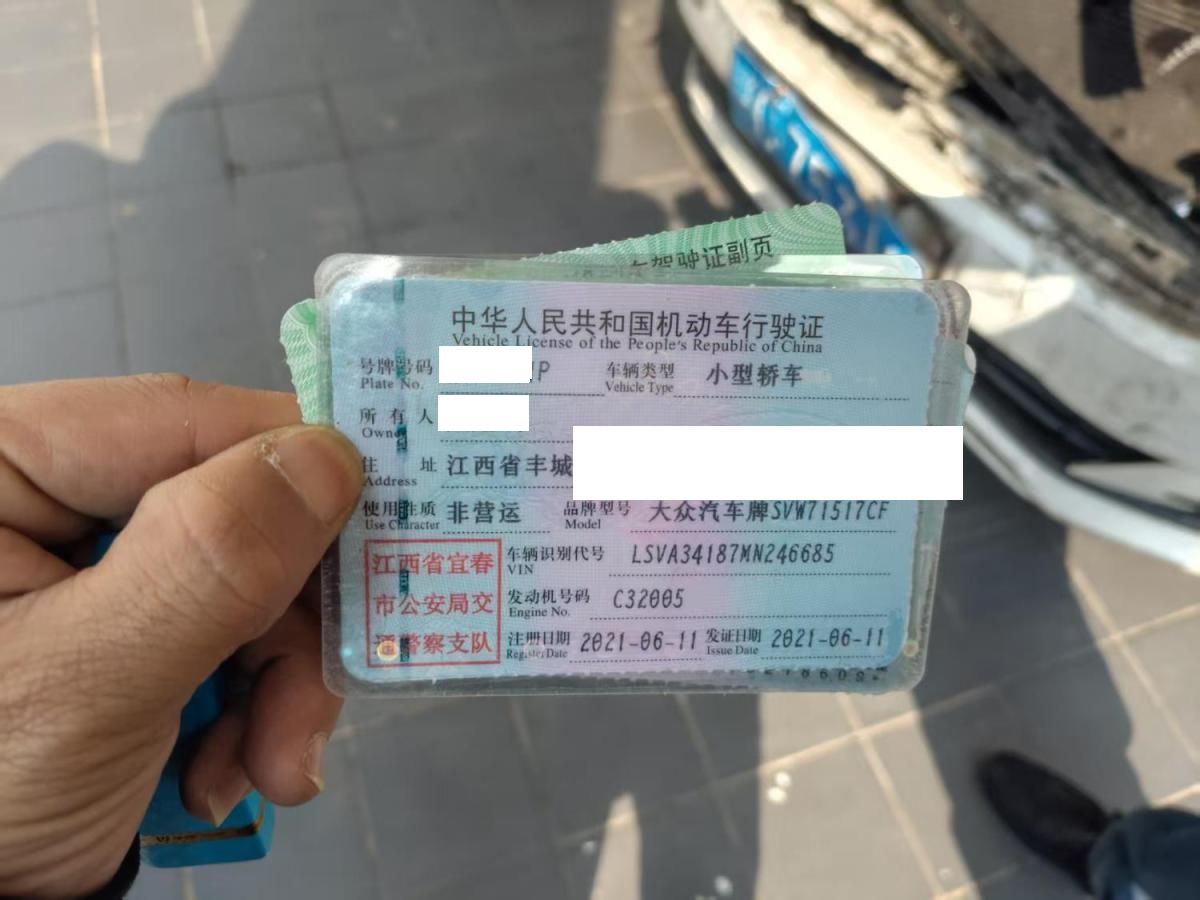 驾驶证副页
中华人民共和国机动车行驶证
Vehicle License of the People's Republic of China
号牌号码 P 车辆类型 小型轿车
Plate No. Vehicle Type
所有人
Owner
住址 江西省丰城
Address
使用性质 非营运 品牌型号 大众汽车牌SVW71517CF
Use Character Model
江西省宜春
市公安局交
通警察支队
车辆识别代号 LSVA34187MN246685
VIN
发动机号码 C32005
Engine No.
注册日期 2021-06-11 发证日期 2021-06-11
Register Date Issue Date